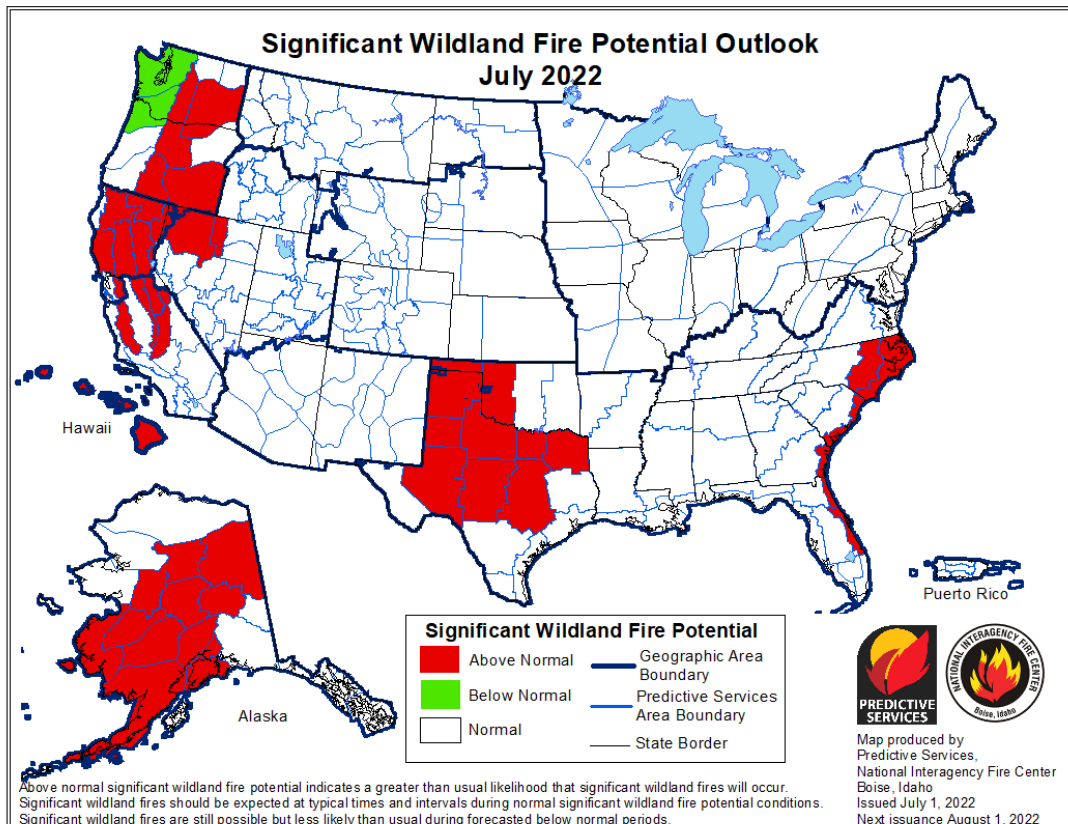 Significant Wildland Fire Potential Outlook
July 2022
Hawaii
Alaska
Puerto Rico
Significant Wildland Fire Potential
Above Normal
Below Normal
Normal
Geographic Area
Boundary
Predictive Services
Area Boundary
State Border
PREDICTIVE
SERVICES
NATIONAL INTERAGENCY FIRE CENTER
Boise, Idaho
Map produced by
Predictive Services,
National Interagency Fire Center
Boise, Idaho
Issued July 1, 2022
Next issuance August 1, 2022
Above normal significant wildland fire potential indicates a greater than usual likelihood that significant wildland fires will occur.
Significant wildland fires should be expected at typical times and intervals during normal significant wildland fire potential conditions.
Significant wildland fires are still possible but less likely than usual during forecasted below normal periods.